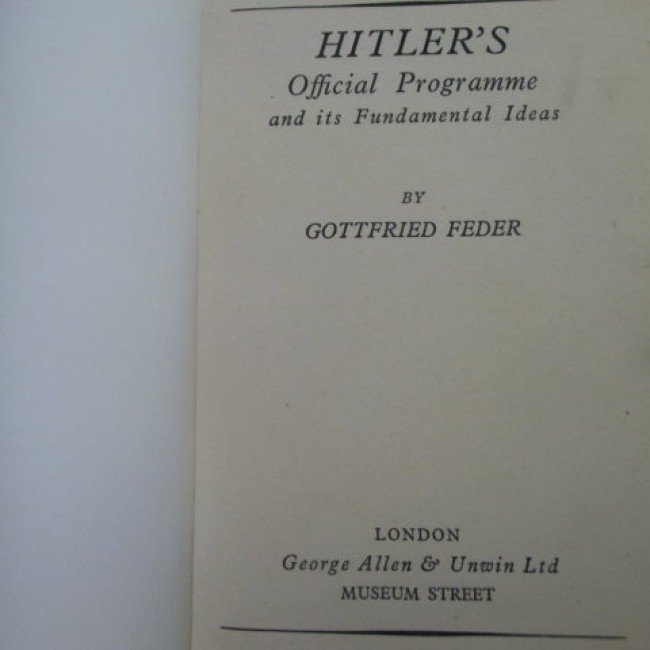 HITLER'S
Official Programme
and its Fundamental Ideas
BY
GOTTFRIED FEDER
LONDON
George Allen & Unwin Ltd
MUSEUM STREET